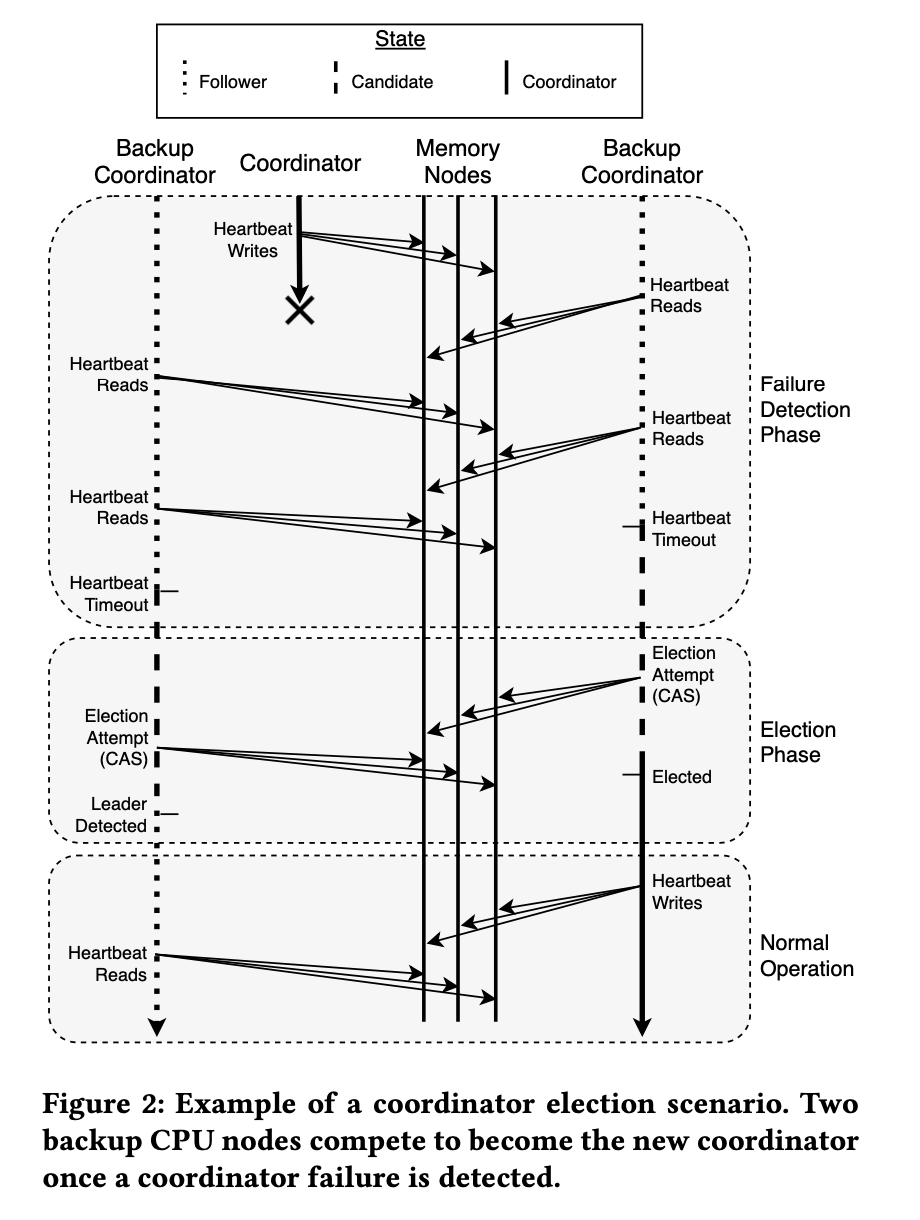 State
Follower
Candidate
Coordinator
Backup
Coordinator
Coordinator
Memory
Nodes
Backup
Coordinator
Heartbeat
Writes
Heartbeat
Reads
Heartbeat
Reads
Failure
Detection
Phase
Heartbeat
Reads
Heartbeat
Reads
Heartbeat
Timeout
Heartbeat
Timeout
Election
Attempt
(CAS)
Election
Attempt
(CAS)
Election
Phase
Elected
Leader
Detected
Heartbeat
Writes
Heartbeat
Reads
Normal
Operation
Figure 2: Example of a coordinator election scenario. Two
backup CPU nodes compete to become the new coordinator
once a coordinator failure is detected.